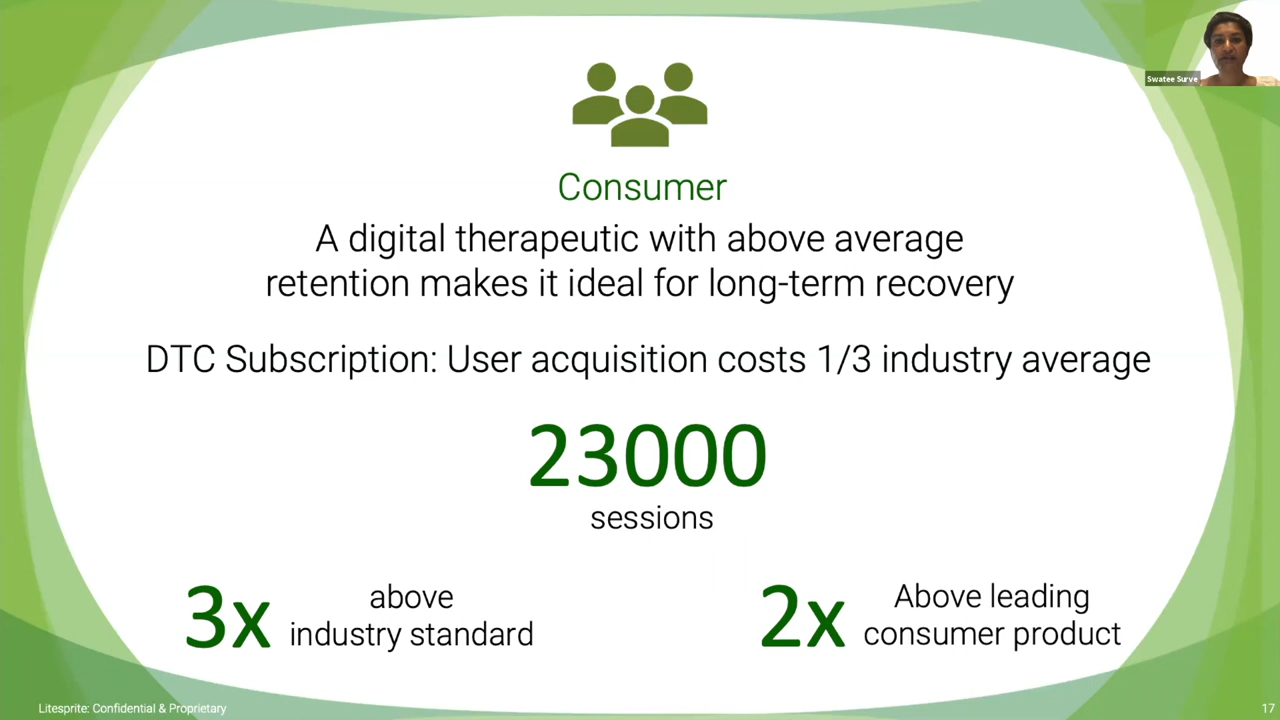 Swatee Surve
Consumer
A digital therapeutic with above average
retention makes it ideal for long-term recovery
DTC Subscription: User acquisition costs 1/3 industry average
23000
sessions
3x
above
industry standard
2x
Above leading
consumer product
Litesprite: Confidential & Proprietary
17